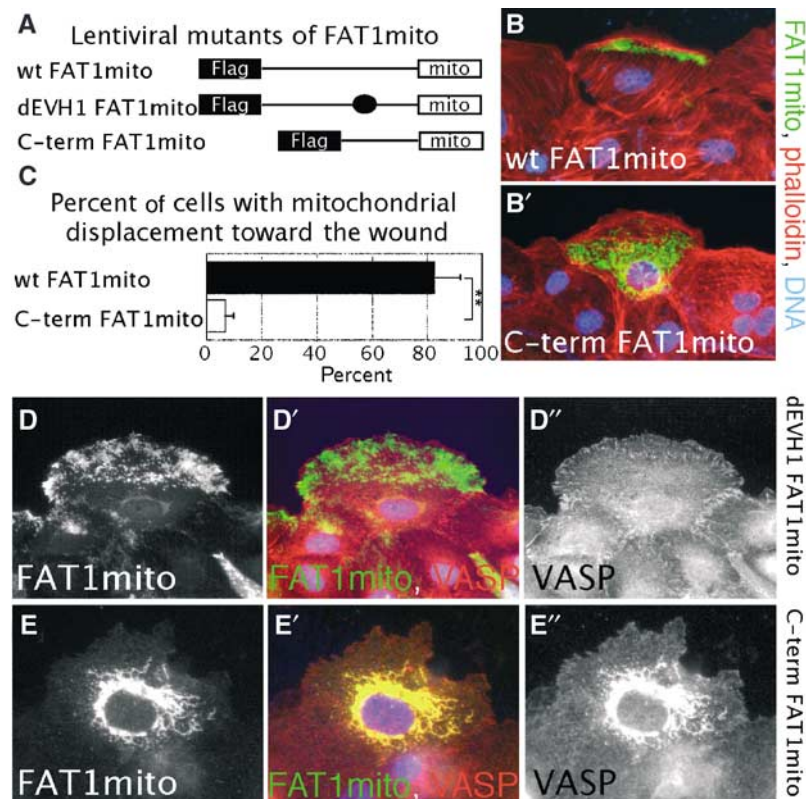 A
Lentiviral mutants of FAT1mito
wt FAT1mito
Flag
mito
dEVH1 FAT1mito
Flag
mito
C-term FAT1mito
Flag
mito
B
wt FAT1mito
B'
C-term FAT1mito
FAT1mito, phalloidin, DNA
C
Percent of cells with mitochondrial
displacement toward the wound
wt FAT1mito
C-term FAT1mito
**
0 20 40 60 80 100
Percent
D
FAT1mito
D'
FAT1mito, VASP
D''
VASP
dEVH1 FAT1mito
E
FAT1mito
E'
FAT1mito, VASP
E''
VASP
C-term FAT1mito